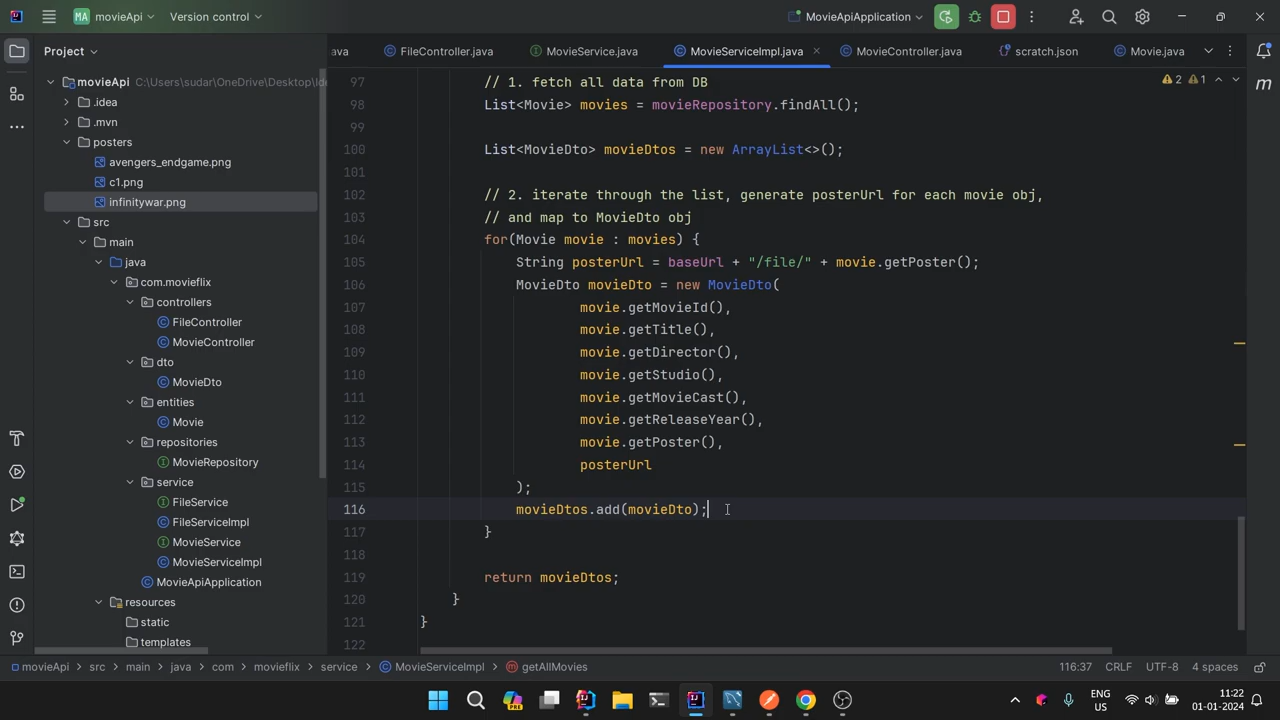 MA movieApi Version control MovieApiApplication
Project
ava FileController.java MovieService.java MovieServiceImpl.java MovieController.java scratch.json Movie.java
movieApi C:\Users\sudar\OneDrive\Desktop\Ide
.idea
.mvn
posters
avengers_endgame.png
c1.png
infinitywar.png
src
main
java
com.movieflix
controllers
FileController
MovieController
dto
MovieDto
entities
Movie
repositories
MovieRepository
service
FileService
FileServiceImpl
MovieService
MovieServiceImpl
MovieApiApplication
resources
static
templates
2 1
97 // 1. fetch all data from DB
98 List<Movie> movies = movieRepository.findAll();
99
100 List<MovieDto> movieDtos = new ArrayList<>();
101
102 // 2. iterate through the list, generate posterUrl for each movie obj,
103 // and map to MovieDto obj
104 for(Movie movie : movies) {
105 String posterUrl = baseUrl + "/file/" + movie.getPoster();
106 MovieDto movieDto = new MovieDto(
107 movie.getMovieId(),
108 movie.getTitle(),
109 movie.getDirector(),
110 movie.getStudio(),
111 movie.getMovieCast(),
112 movie.getReleaseYear(),
113 movie.getPoster(),
114 posterUrl
115 );
116 movieDtos.add(movieDto);
117 }
118
119 return movieDtos;
120 }
121 }
122
movieApi > src > main > java > com > movieflix > service > MovieServiceImpl > getAllMovies 116:37 CRLF UTF-8 4 spaces
PRE
ENG
US
11:22
01-01-2024